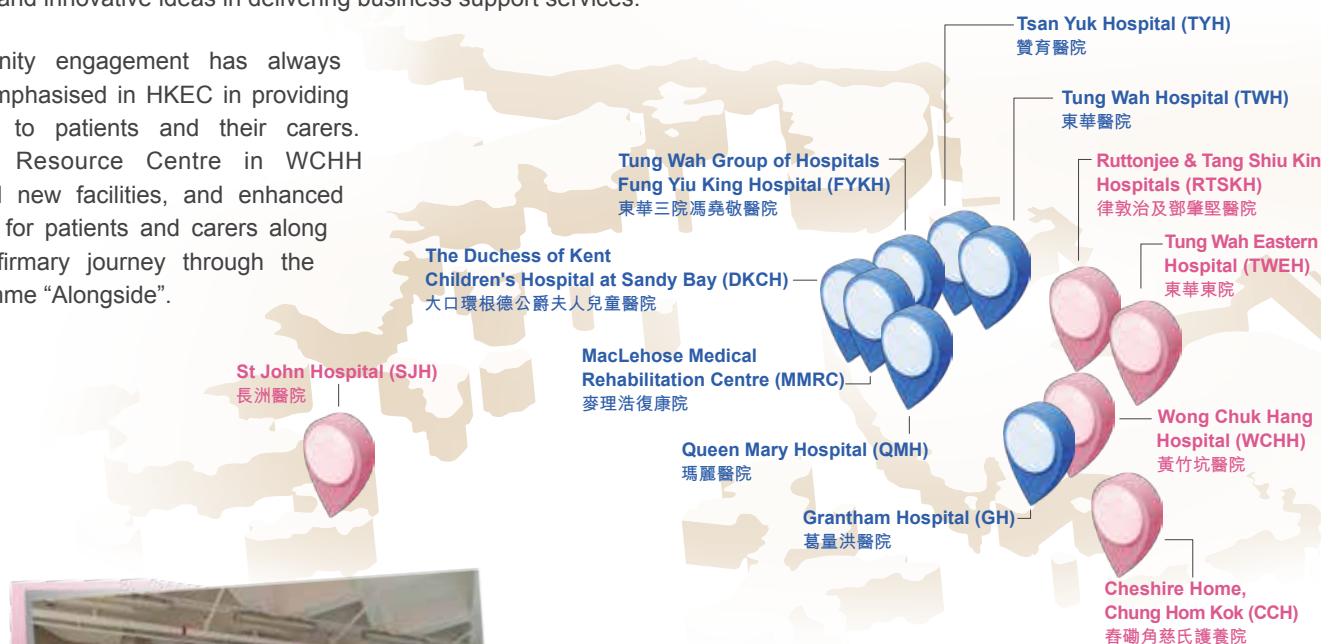 and innovative ideas in delivering business support services.
engagement has always
in HKEC in providing
to patients and their carers.
Resource Centre in WCHH
new facilities, and enhanced
for patients and carers along
journey through the
“Alongside”.
Tsan Yuk Hospital (TYH)
贊育醫院
Tung Wah Hospital (TWH)
東華醫院
Tung Wah Group of Hospitals
Fung Yiu King Hospital (FYKH)
東華三院馮堯敬醫院
Ruttonjee & Tang Shiu Kin
Hospitals (RTSKH)
律敦治及鄧肇堅醫院
Tung Wah Eastern
Hospital (TWEH)
東華東院
The Duchess of Kent
Children's Hospital at Sandy Bay (DKCH)
大口環根德公爵夫人兒童醫院
MacLehose Medical
Rehabilitation Centre (MMRC)
麥理浩復康院
St John Hospital (SJH)
長洲醫院
Queen Mary Hospital (QMH)
瑪麗醫院
Wong Chuk Hang
Hospital (WCHH)
黃竹坑醫院
Grantham Hospital (GH)
葛量洪醫院
Cheshire Home,
Chung Hom Kok (CCH)
舂磡角慈氏護養院